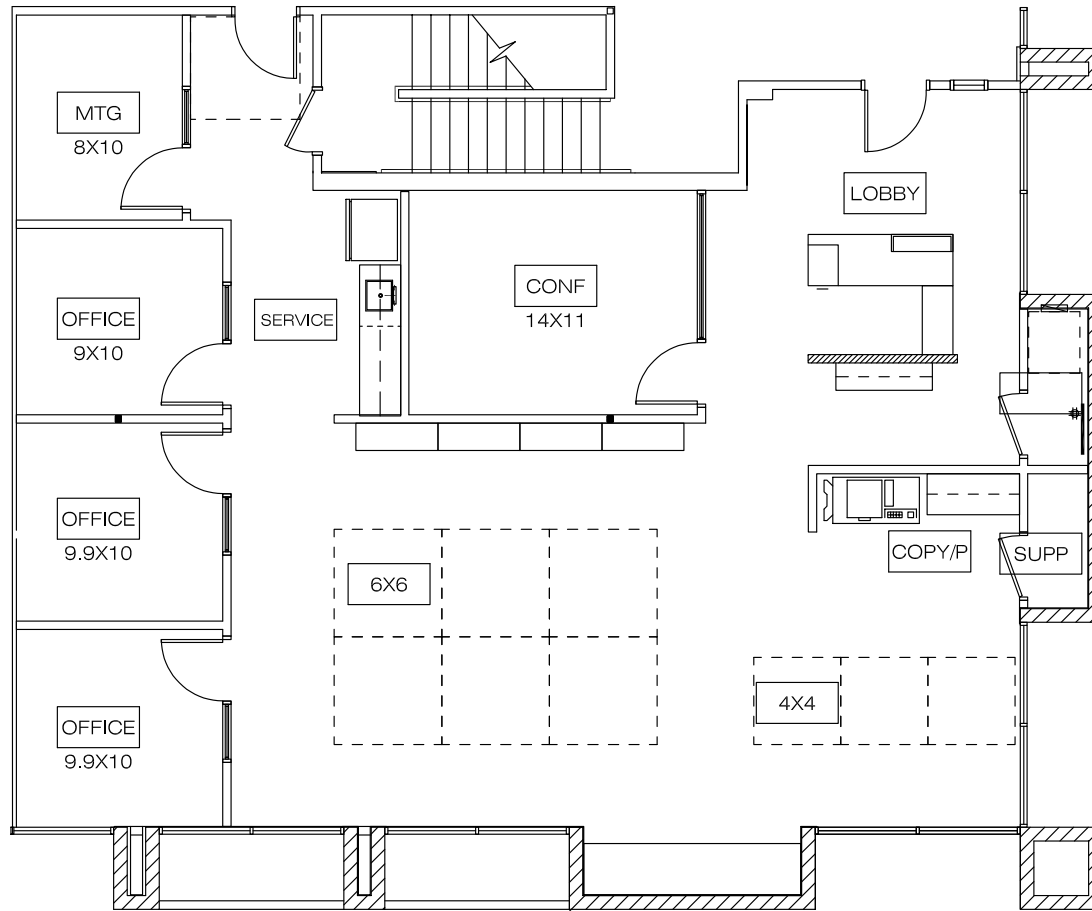 MTG
8X10
LOBBY
OFFICE
9X10
SERVICE
CONF
14X11
OFFICE
9.9X10
6X6
COPY/P
SUPP
OFFICE
9.9X10
4X4